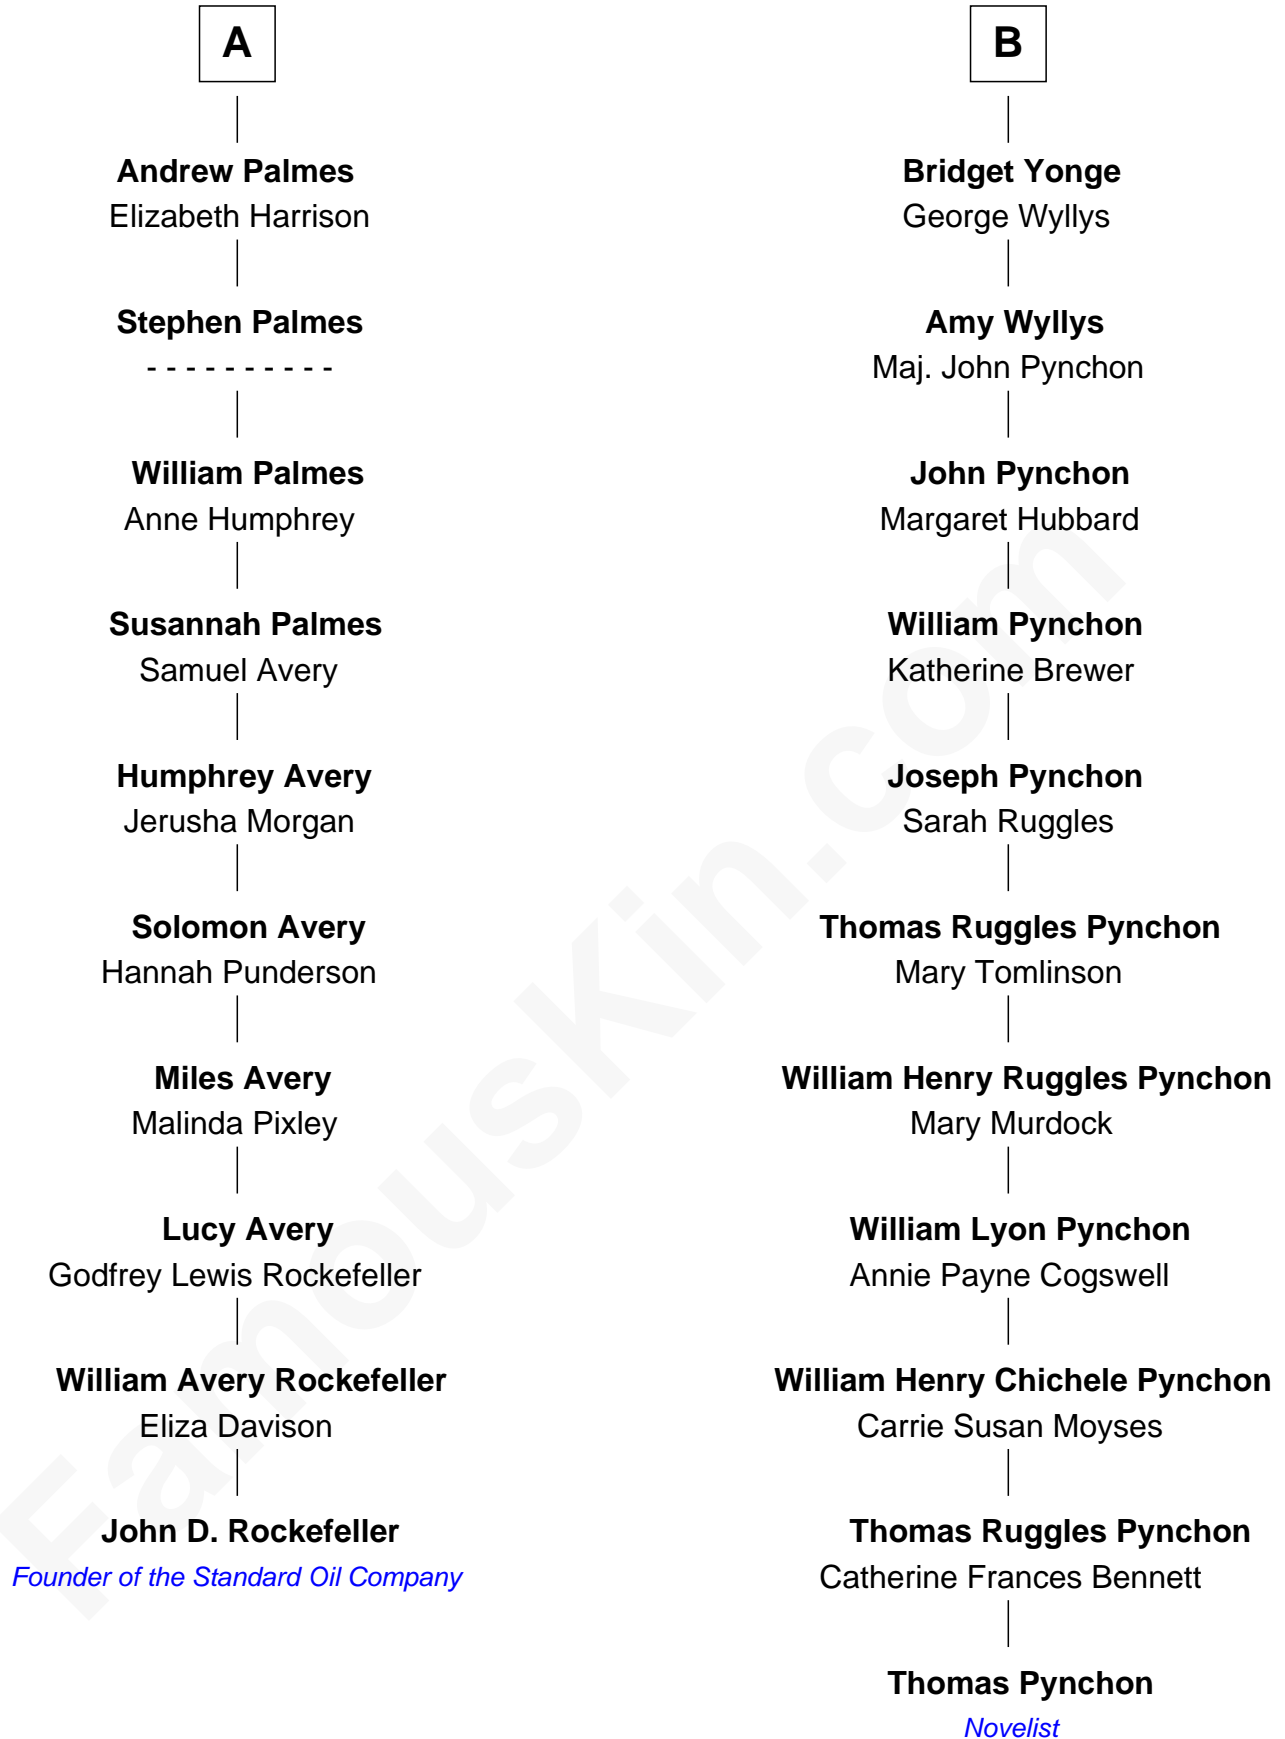 A
Andrew Palmes
Elizabeth Harrison
Stephen Palmes
- - - - - - - - - -
William Palmes
Anne Humphrey
Susannah Palmes
Samuel Avery
Humphrey Avery
Jerusha Morgan
Solomon Avery
Hannah Punderson
Miles Avery
Malinda Pixley
Lucy Avery
Godfrey Lewis Rockefeller
William Avery Rockefeller
Eliza Davison
John D. Rockefeller
Founder of the Standard Oil Company
B
Bridget Yonge
George Wyllys
Amy Wyllys
Maj. John Pynchon
John Pynchon
Margaret Hubbard
William Pynchon
Katherine Brewer
Joseph Pynchon
Sarah Ruggles
Thomas Ruggles Pynchon
Mary Tomlinson
William Henry Ruggles Pynchon
Mary Murdock
William Lyon Pynchon
Annie Payne Cogswell
William Henry Chichele Pynchon
Carrie Susan Moyses
Thomas Ruggles Pynchon
Catherine Frances Bennett
Thomas Pynchon
Novelist
FamousKin.com